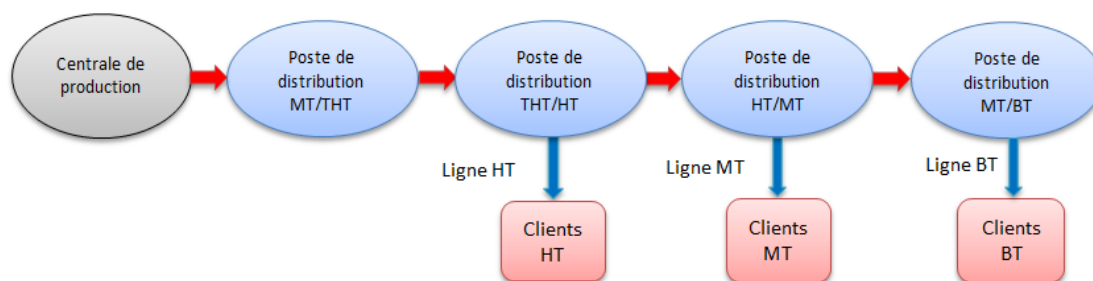 Centrale de
production
Poste de
distribution
MT/THT
Poste de
distribution
THT/HT
Poste de
distribution
HT/MT
Poste de
distribution
MT/BT
Ligne HT
Ligne MT
Ligne BT
Clients
HT
Clients
MT
Clients
BT